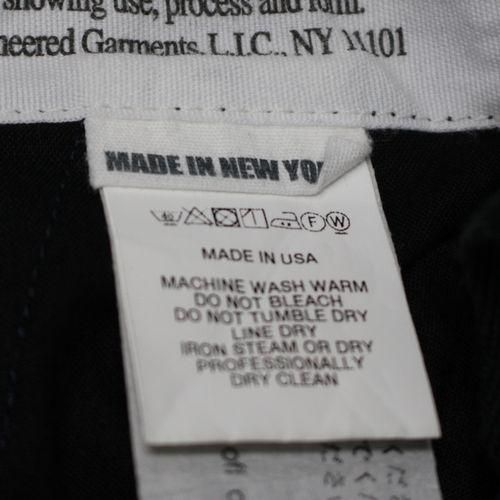 showing use, process and form.
neered Garments, L.I.C., NY 11101
MADE IN NEW YO
F W
MADE IN USA
MACHINE WASH WARM
DO NOT BLEACH
DO NOT TUMBLE DRY
LINE DRY
IRON STEAM OR DRY
PROFESSIONALLY
DRY CLEAN